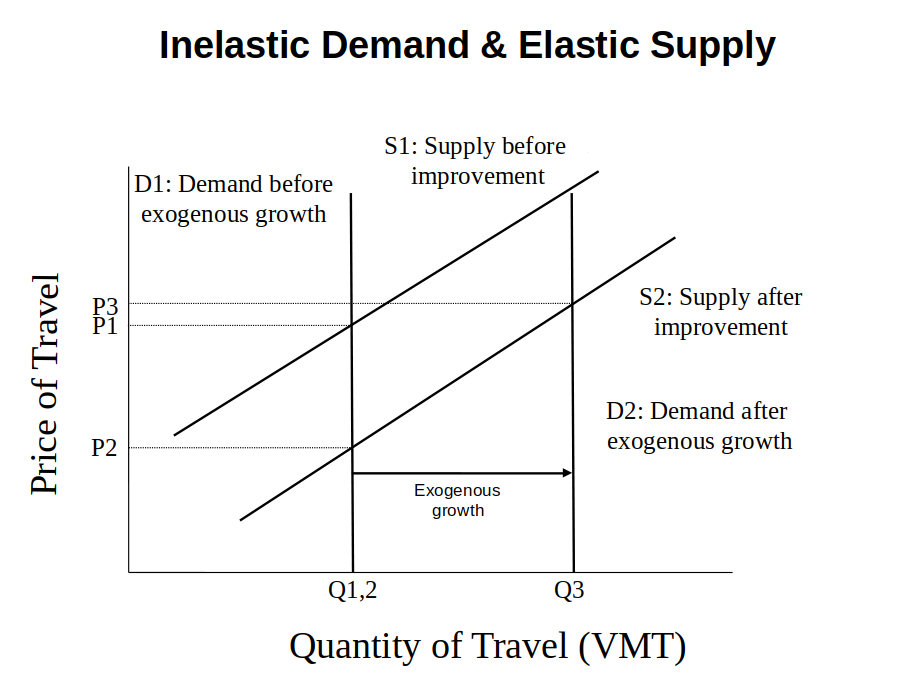 Inelastic Demand & Elastic Supply
S1: Supply before
improvement
D1: Demand before
exogenous growth
P3
P1
S2: Supply after
improvement
Price of Travel
D2: Demand after
exogenous growth
P2
Exogenous
growth
Q1,2
Q3
Quantity of Travel (VMT)